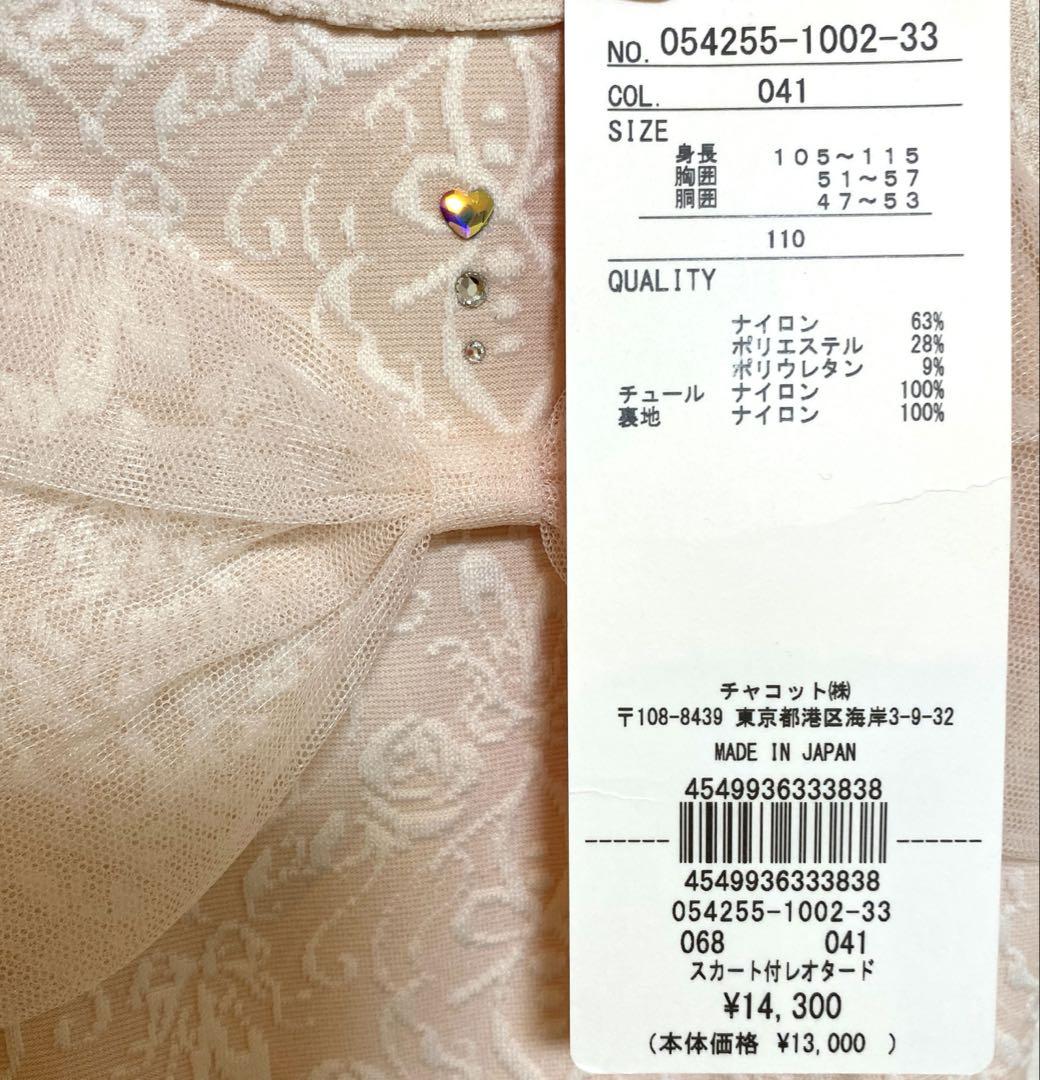 NO. 054255-1002-33
COL. 041
SIZE
身長 105~115
胸囲 51~57
胴囲 47~53
110
QUALITY
ナイロン 63%
ポリエステル 28%
ポリウレタン 9%
チュール ナイロン 100%
裏地 ナイロン 100%
チャコット㈱
〒108-8439 東京都港区海岸3-9-32
MADE IN JAPAN
4549936333838
4549936333838
054255-1002-33
068 041
スカート付レオタード
¥14,300
(本体価格 ¥13,000 )